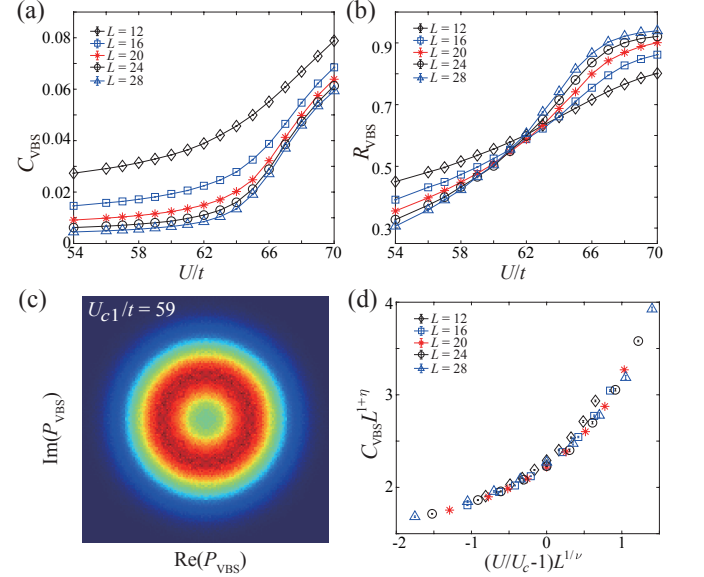 (a)
0.08
0.06
0.04
0.02
0
C_VBS
L = 12
L = 16
L = 20
L = 24
L = 28
54
58
62
66
70
U/t
(b)
0.9
0.7
0.5
0.3
R_VBS
L = 12
L = 16
L = 20
L = 24
L = 28
54
58
62
66
70
U/t
(c)
U_c1/t = 59
Im(P_VBS)
Re(P_VBS)
(d)
4
3
2
C_VBS L^1+η
L = 12
L = 16
L = 20
L = 24
L = 28
-2
-1
0
1
(U/U_c-1)L^1/ν